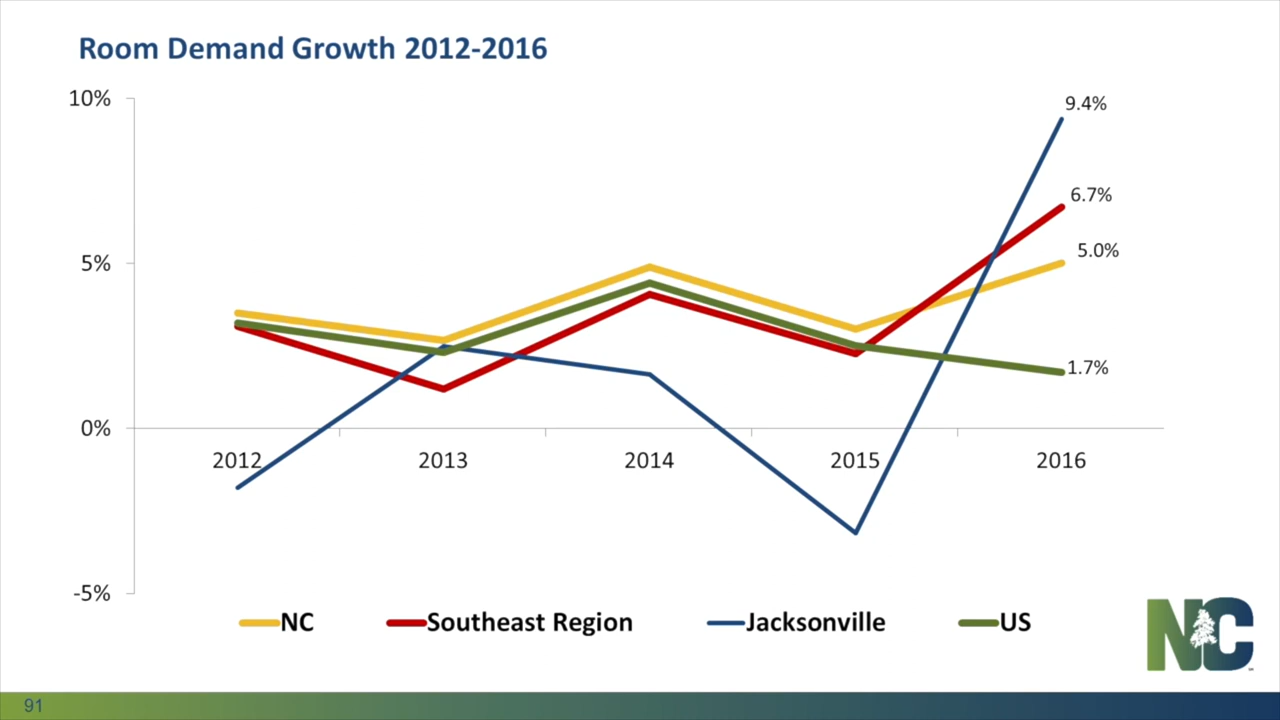 Room Demand Growth 2012-2016
10%
9.4%
6.7%
5.0%
5%
1.7%
0%
2012 2013 2014 2015 2016
-5%
NC Southeast Region Jacksonville US
NC
91